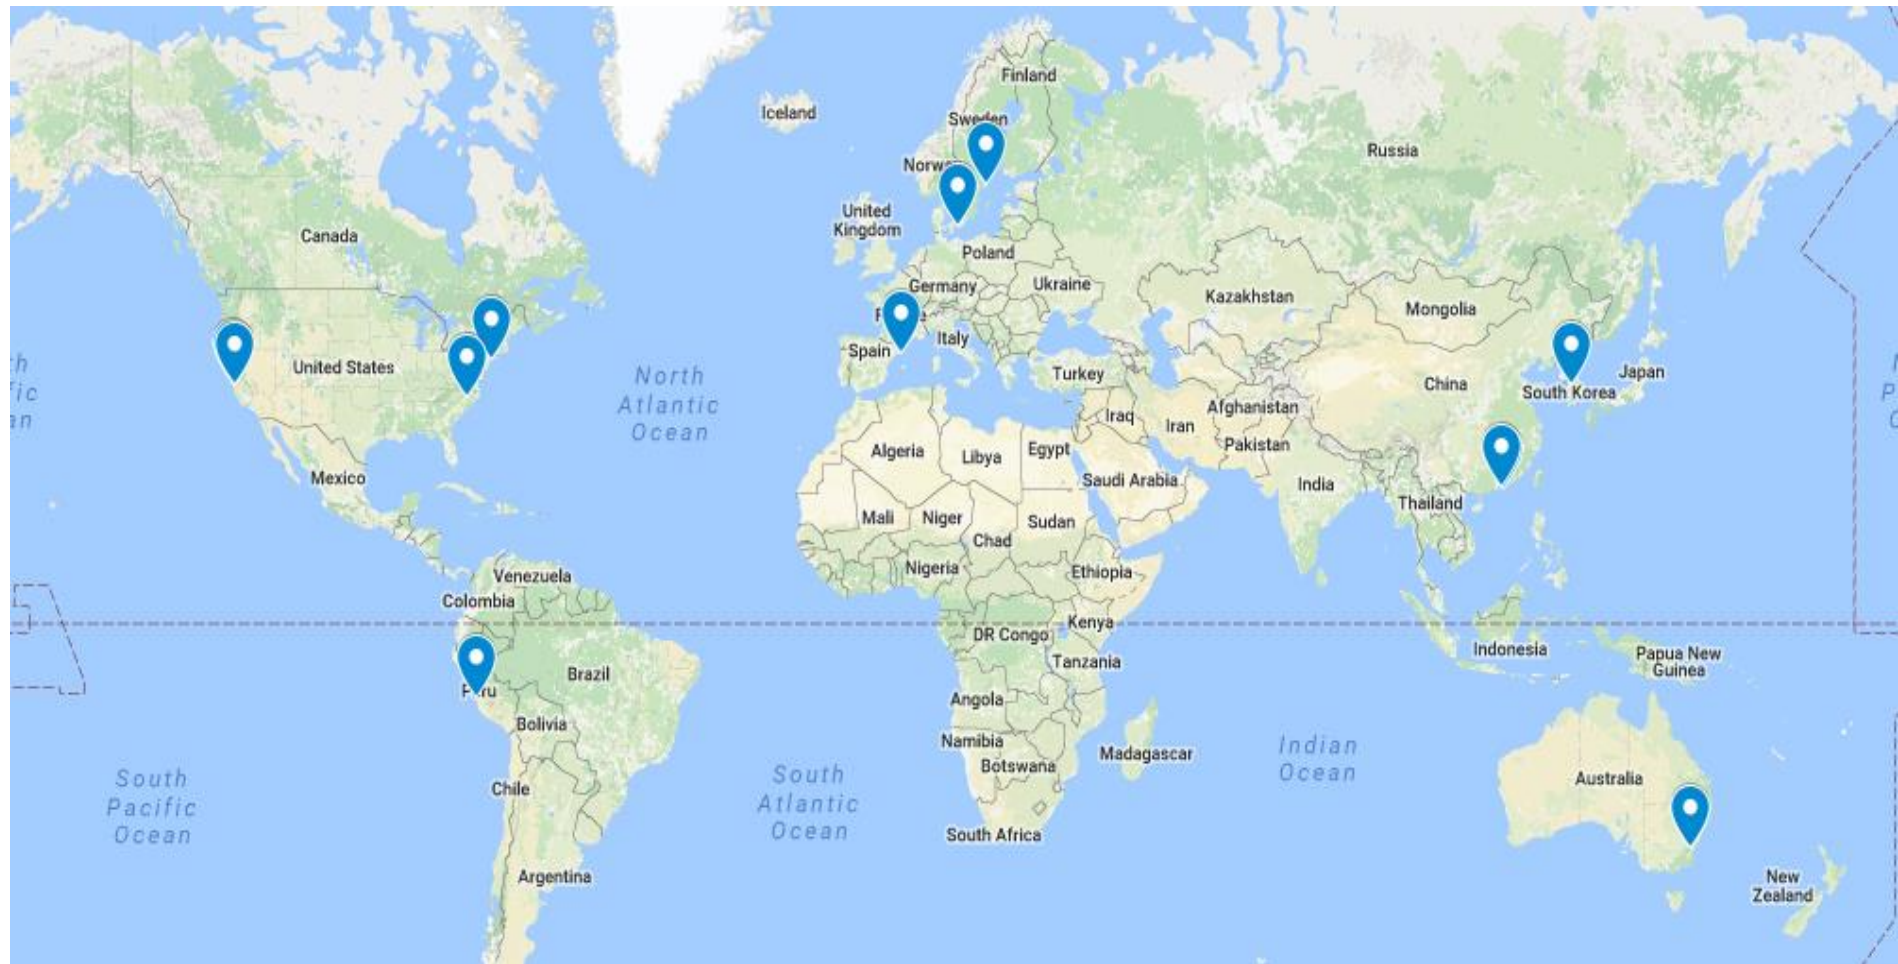 Finland
Iceland
Sweden
Russia
Norway
United
Kingdom
Canada
Poland
Germany
Ukraine
Kazakhstan
Mongolia
Italy
Spain
United States
Turkey
China
Japan
South Korea
North
Atlantic
Ocean
Iraq
Iran
Afghanistan
Pakistan
Algeria
Libya
Egypt
Saudi Arabia
India
Mexico
Thailand
Mali
Niger
Sudan
Chad
Nigeria
Ethiopia
Venezuela
Colombia
Kenya
DR Congo
Indonesia
Papua New
Guinea
Tanzania
Brazil
Peru
Angola
Bolivia
Namibia
Botswana
Madagascar
Indian
Ocean
South
Pacific
Ocean
South
Atlantic
Ocean
Chile
Australia
South Africa
Argentina
New
Zealand